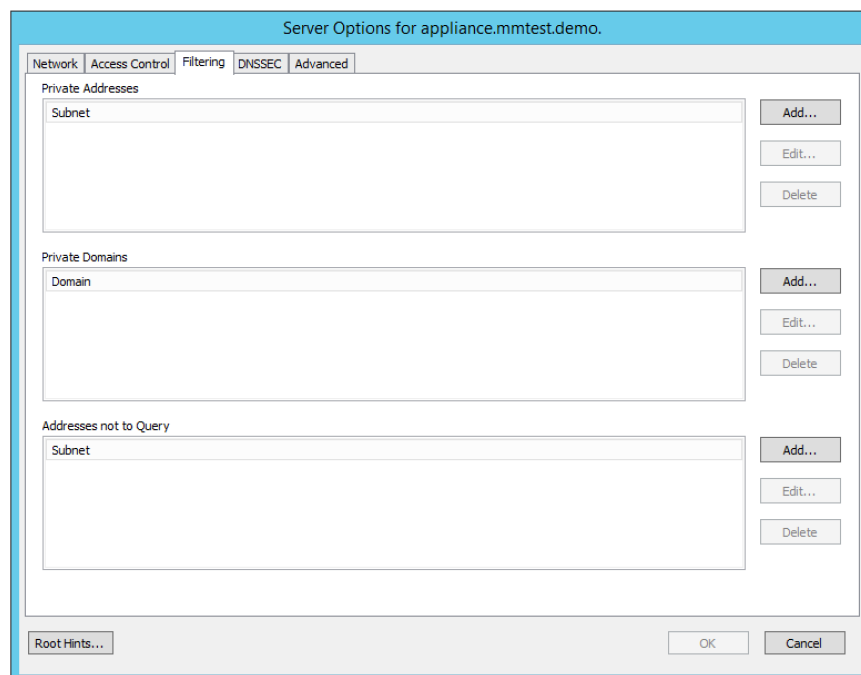 Server Options for appliance.mmtest.demo.
Network Access Control Filtering DNSSEC Advanced
Private Addresses
Subnet
Add...
Edit...
Delete
Private Domains
Domain
Add...
Edit...
Delete
Addresses not to Query
Subnet
Add...
Edit...
Delete
Root Hints... OK Cancel